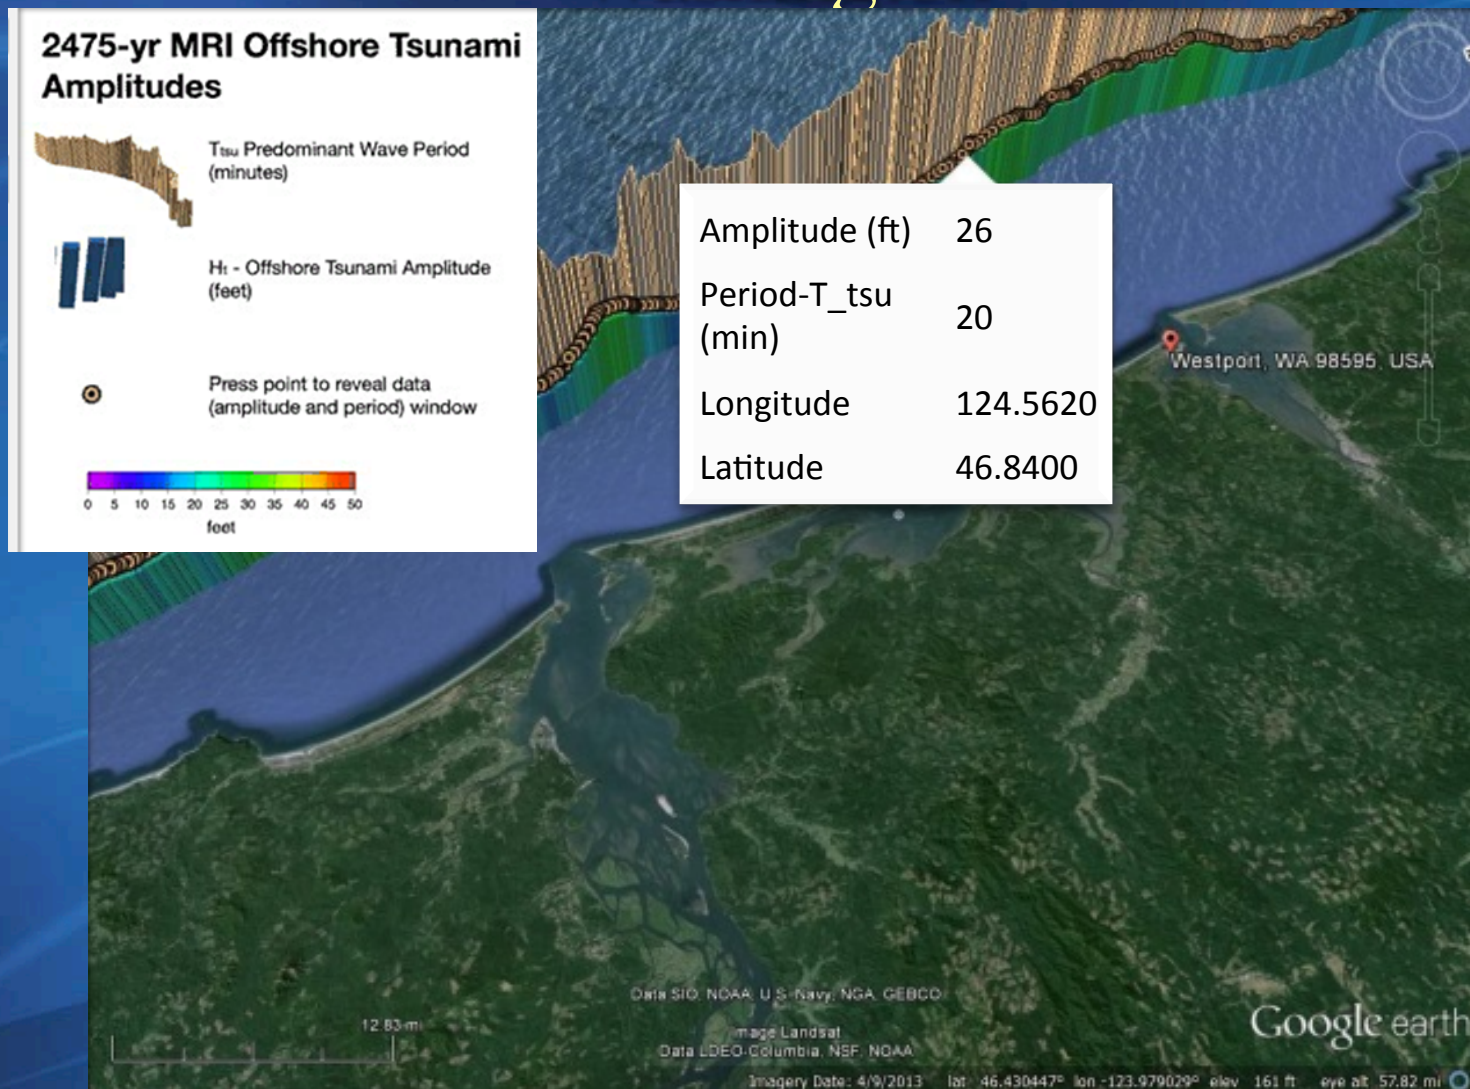 2475-yr MRI Offshore Tsunami
Amplitudes
Ttsu Predominant Wave Period
(minutes)
Ht - Offshore Tsunami Amplitude
(feet)
Press point to reveal data
(amplitude and period) window
0 5 10 15 20 25 30 35 40 45 50
feet
Amplitude (ft) 26
Period-T_tsu
(min) 20
Longitude 124.5620
Latitude 46.8400
Westport, WA 98595, USA
Data SIO, NOAA, U.S. Navy, NGA, GEBCO
12.83 mi
Image Landsat
Data LDEO-Columbia, NSF, NOAA
Google earth
Imagery Date: 4/9/2013 lat 46.430447° lon -123.979029° elev 161 ft eye alt 57.82 mi